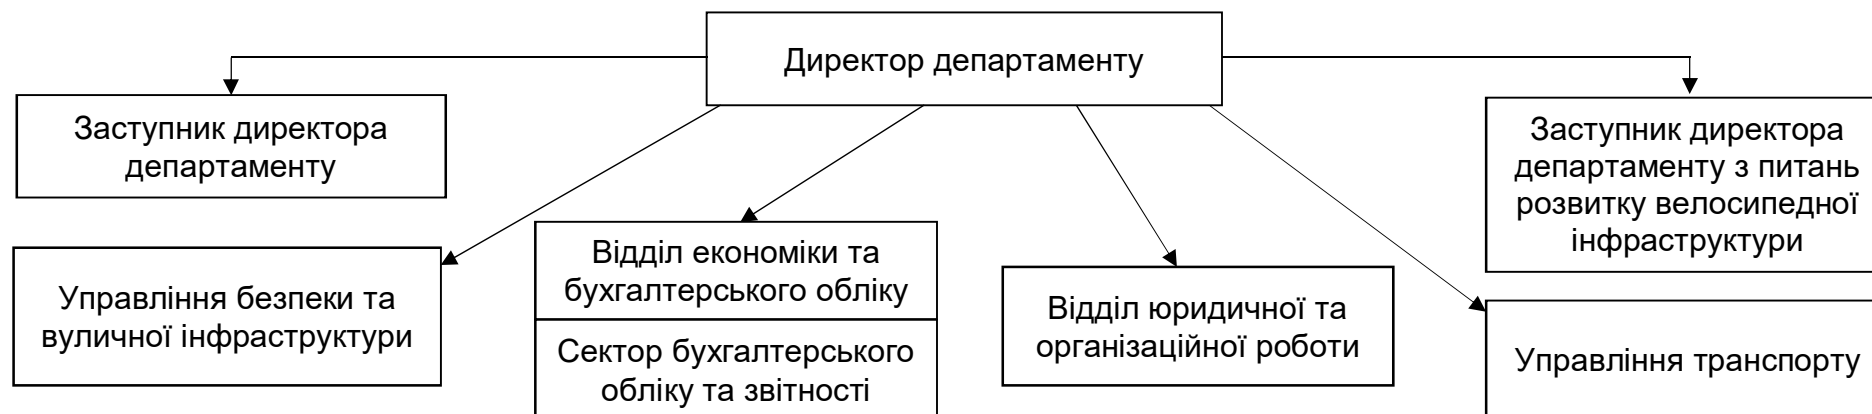 Директор департаменту
Заступник директора
департаменту
Заступник директора
департаменту з питань
розвитку велосипедної
інфраструктури
Управління безпеки та
вуличної інфраструктури
Відділ економіки та
бухгалтерського обліку
Сектор бухгалтерського
обліку та звітності
Відділ юридичної та
організаційної роботи
Управління транспорту